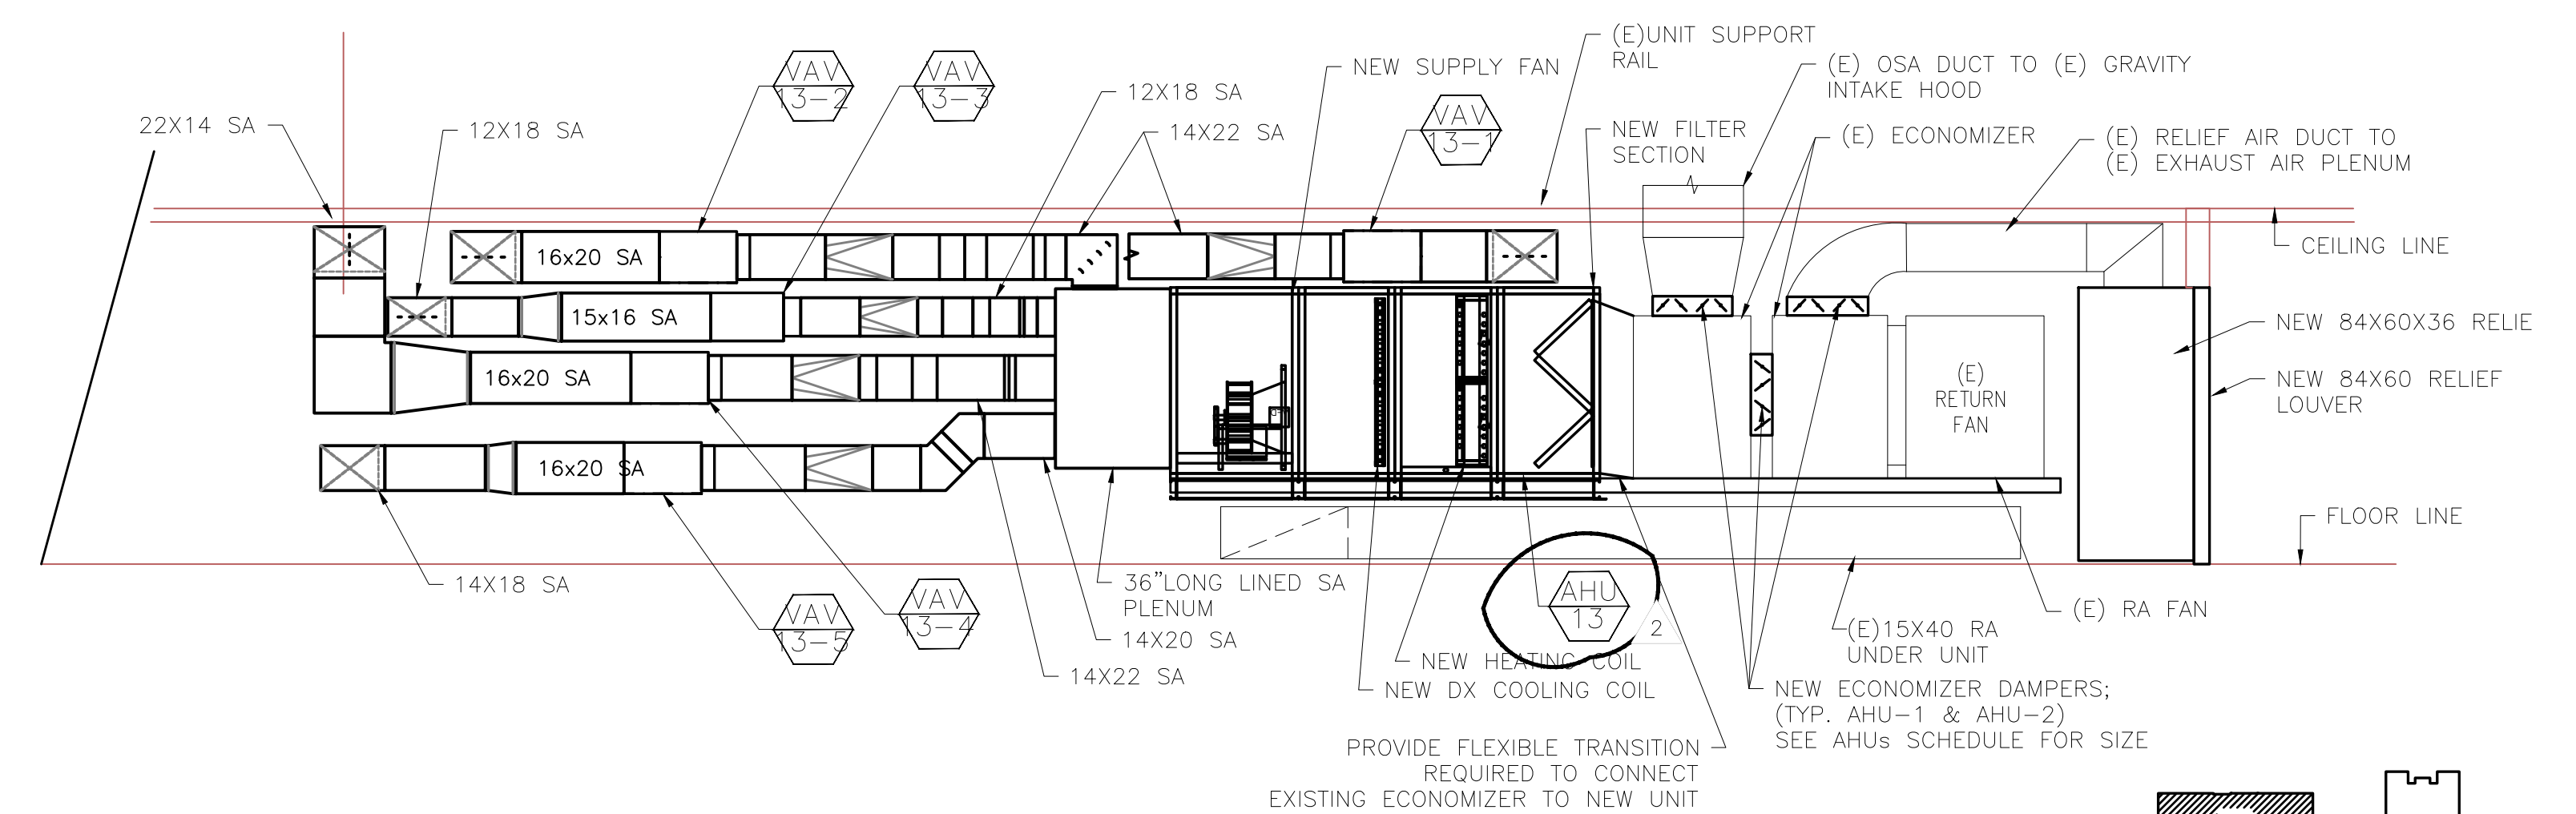 (E)UNIT SUPPORT
RAIL
NEW SUPPLY FAN
(E) OSA DUCT TO (E) GRAVITY
INTAKE HOOD
VAV
13-2
VAV
13-3
12X18 SA
VAV
13-1
22X14 SA
12X18 SA
14X22 SA
NEW FILTER
SECTION
(E) ECONOMIZER
(E) RELIEF AIR DUCT TO
(E) EXHAUST AIR PLENUM
CEILING LINE
16x20 SA
15x16 SA
16x20 SA
16x20 SA
(E)
RETURN
FAN
NEW 84X60X36 RELIE
NEW 84X60 RELIEF
LOUVER
FLOOR LINE
14X18 SA
VAV
13-5
VAV
13-4
36"LONG LINED SA
PLENUM
14X20 SA
14X22 SA
AHU
13
2
(E) RA FAN
(E)15X40 RA
UNDER UNIT
NEW HEATING COIL
NEW DX COOLING COIL
NEW ECONOMIZER DAMPERS;
(TYP. AHU-1 & AHU-2)
SEE AHUs SCHEDULE FOR SIZE
PROVIDE FLEXIBLE TRANSITION
REQUIRED TO CONNECT
EXISTING ECONOMIZER TO NEW UNIT